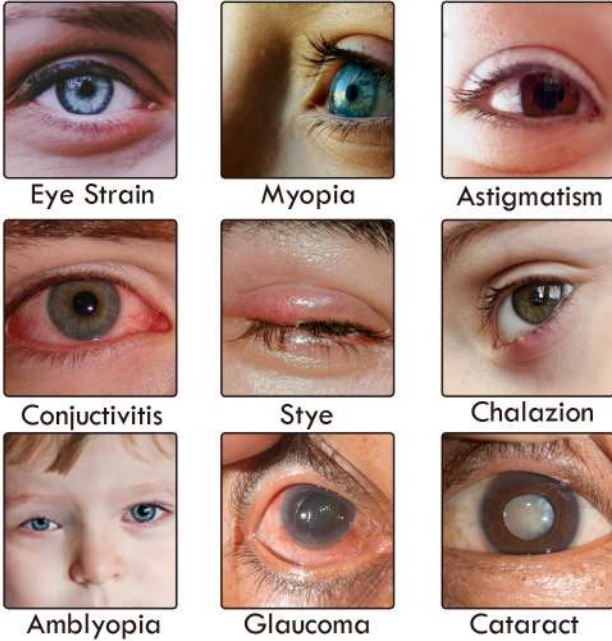 Eye Strain
Myopia
Astigmatism
Conjuctivitis
Stye
Chalazion
Amblyopia
Glaucoma
Cataract